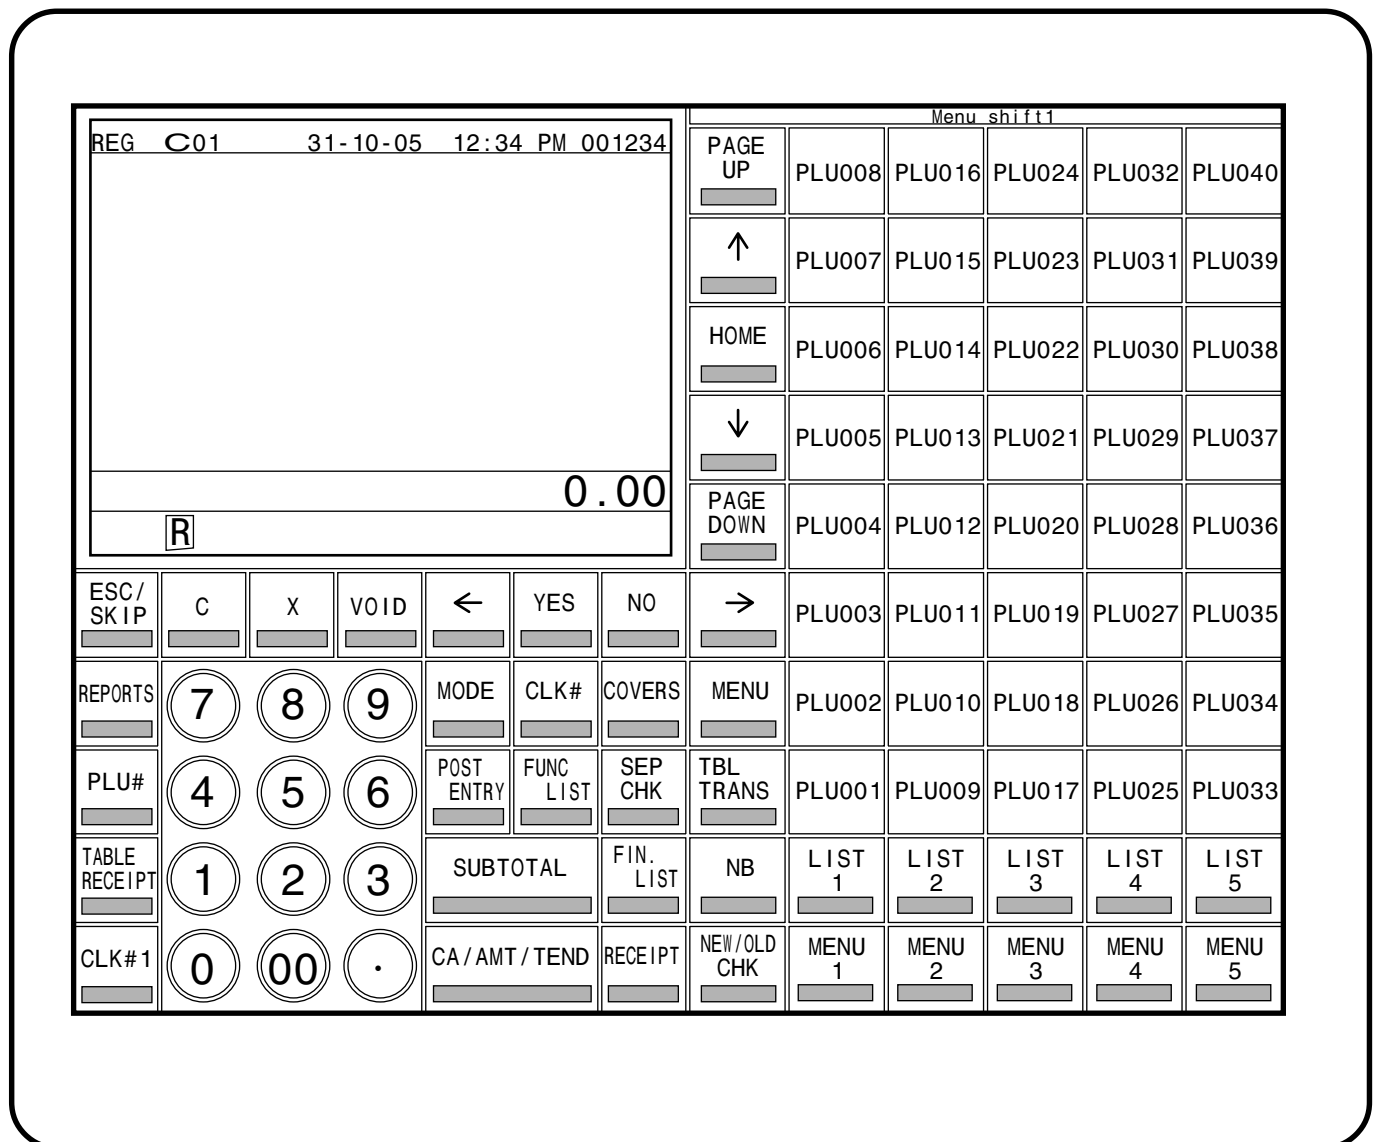 Menu shift1
REG C01 31-10-05 12:34 PM 001234
0.00
R
PAGE
UP
PLU008 PLU016 PLU024 PLU032 PLU040
↑
PLU007 PLU015 PLU023 PLU031 PLU039
HOME
PLU006 PLU014 PLU022 PLU030 PLU038
↓
PLU005 PLU013 PLU021 PLU029 PLU037
PAGE
DOWN
PLU004 PLU012 PLU020 PLU028 PLU036
ESC/
SKIP
C X VOID ← YES NO →
PLU003 PLU011 PLU019 PLU027 PLU035
REPORTS 7 8 9 MODE CLK# COVERS MENU
PLU002 PLU010 PLU018 PLU026 PLU034
PLU# 4 5 6
POST
ENTRY
FUNC
LIST
SEP
CHK
TBL
TRANS
PLU001 PLU009 PLU017 PLU025 PLU033
TABLE
RECEIPT
1 2 3 SUBTOTAL
FIN.
LIST
NB
LIST
1
LIST
2
LIST
3
LIST
4
LIST
5
CLK#1 0 00 · CA/AMT/TEND RECEIPT
NEW/OLD
CHK
MENU
1
MENU
2
MENU
3
MENU
4
MENU
5